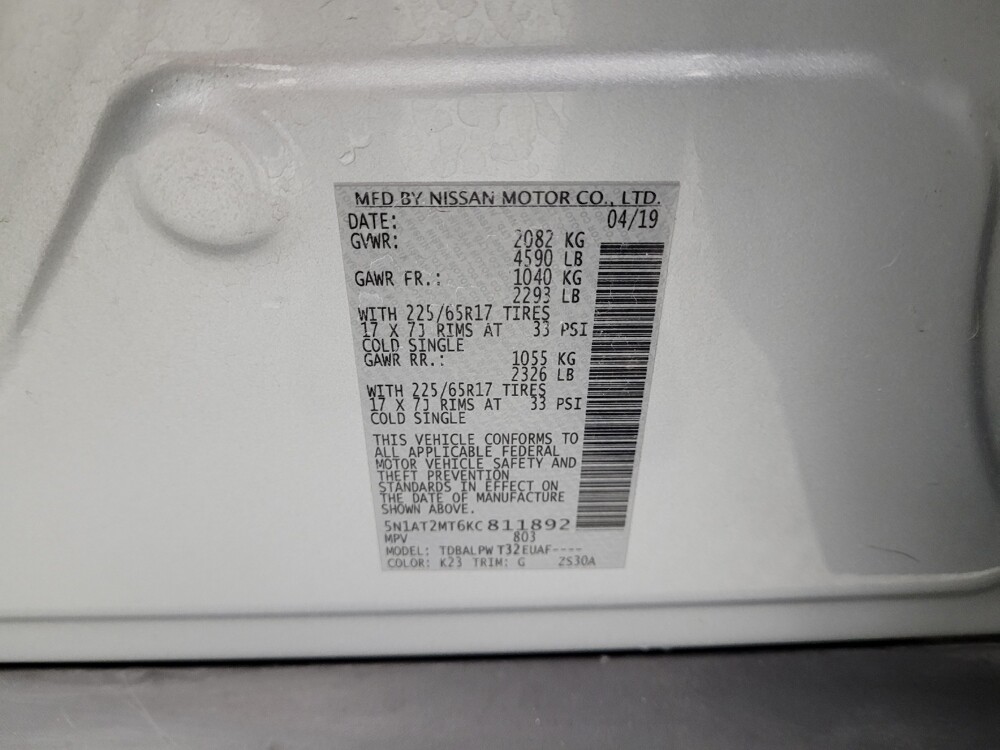 MFD BY NISSAN MOTOR CO., LTD.
DATE: 04/19
GVWR: 2082 KG
4590 LB
GAWR FR.: 1040 KG
2293 LB
WITH 225/65R17 TIRES
17 X 7J RIMS AT 33 PSI
COLD SINGLE
GAWR RR.: 1055 KG
2326 LB
WITH 225/65R17 TIRES
17 X 7J RIMS AT 33 PSI
COLD SINGLE
THIS VEHICLE CONFORMS TO
ALL APPLICABLE FEDERAL
MOTOR VEHICLE SAFETY AND
THEFT PREVENTION
STANDARDS IN EFFECT ON
THE DATE OF MANUFACTURE
SHOWN ABOVE.
5N1AT2MT6KC811892
MPV 803
MODEL: TDBALPW T32EUAF----
COLOR: K23 TRIM: G 2S30A